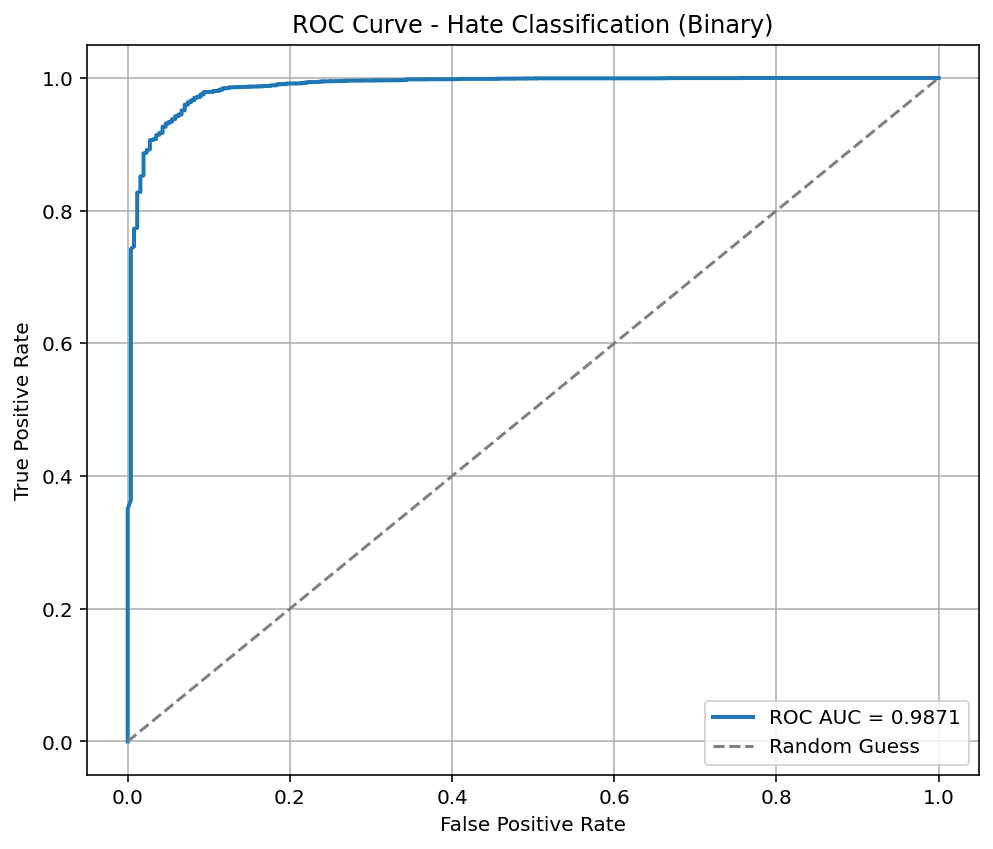 ROC Curve - Hate Classification (Binary)
True Positive Rate
1.0
0.8
0.6
0.4
0.2
0.0
0.0 0.2 0.4 0.6 0.8 1.0
False Positive Rate
ROC AUC = 0.9871
Random Guess